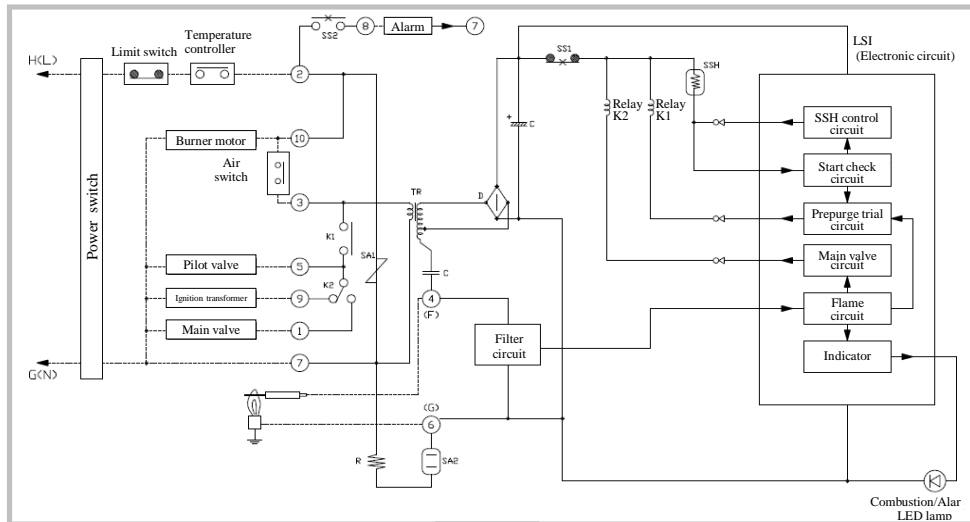 SS2
8
Alarm
7
LSI
(Electronic circuit)
Temperature
controller
Limit switch
H(L)
2
SS1
SSH
Relay
K2
Relay
K1
+
C
SSH control
circuit
Burner motor
10
Air
switch
Start check
circuit
Power switch
3
TR
D
Prepurge trial
circuit
K1
SA1
Main valve
circuit
Pilot valve
5
K2
C
Ignition transformer
9
4
(F)
Flame
circuit
Main valve
1
Filter
circuit
Indicator
7
G(N)
(G)
6
R
SA2
Combustion/Alar
LED lamp